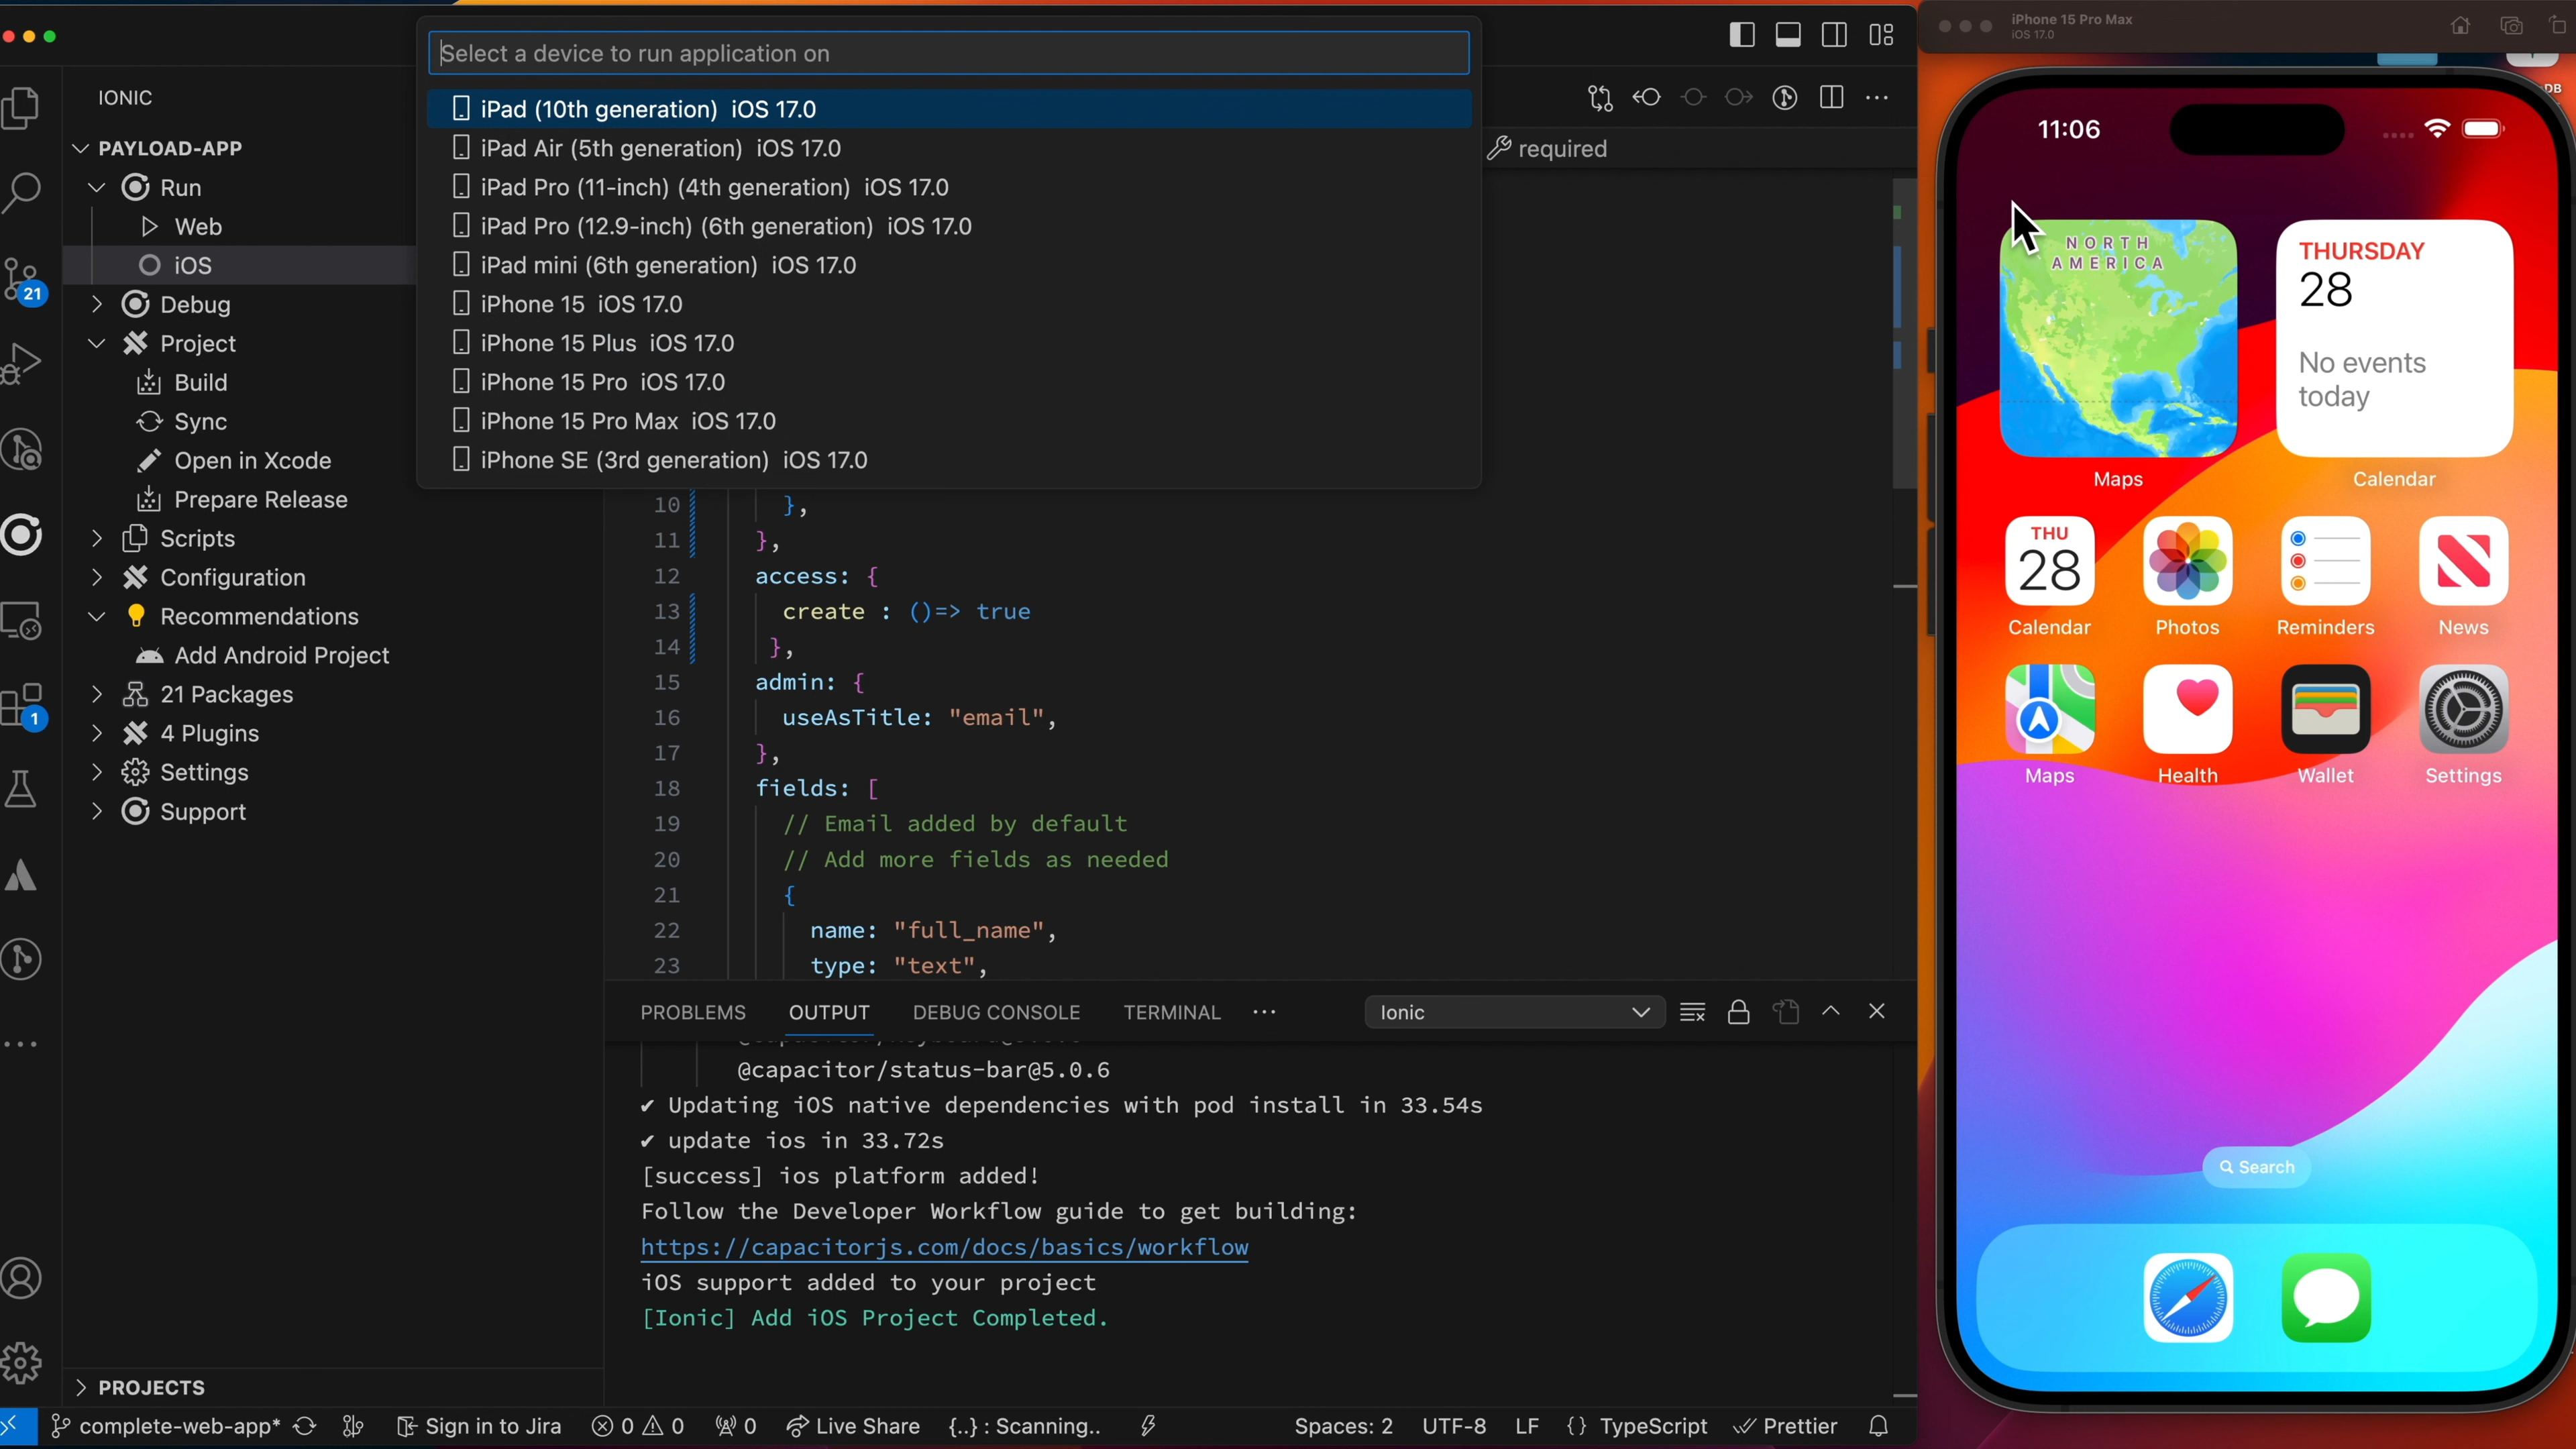 Select a device to run application on
iPad (10th generation) iOS 17.0
iPad Air (5th generation) iOS 17.0
iPad Pro (11-inch) (4th generation) iOS 17.0
iPad Pro (12.9-inch) (6th generation) iOS 17.0
iPad mini (6th generation) iOS 17.0
iPhone 15 iOS 17.0
iPhone 15 Plus iOS 17.0
iPhone 15 Pro iOS 17.0
iPhone 15 Pro Max iOS 17.0
iPhone SE (3rd generation) iOS 17.0
IONIC
PAYLOAD-APP
Run
Web
iOS
Debug
Project
Build
Sync
Open in Xcode
Prepare Release
Scripts
Configuration
Recommendations
Add Android Project
21 Packages
4 Plugins
Settings
Support
PROJECTS
21
1
required
10 },
11 },
12 access: {
13 create : ()=> true
14 },
15 admin: {
16 useAsTitle: "email",
17 },
18 fields: [
19 // Email added by default
20 // Add more fields as needed
21 {
22 name: "full_name",
23 type: "text",
PROBLEMS OUTPUT DEBUG CONSOLE TERMINAL ··· Ionic
@capacitor/status-bar@5.0.6
✔ Updating iOS native dependencies with pod install in 33.54s
✔ update ios in 33.72s
[success] ios platform added!
Follow the Developer Workflow guide to get building:
https://capacitorjs.com/docs/basics/workflow
iOS support added to your project
[Ionic] Add iOS Project Completed.
complete-web-app* Sign in to Jira 0 0 0 Live Share {..} : Scanning.. Spaces: 2 UTF-8 LF {} TypeScript Prettier
iPhone 15 Pro Max
iOS 17.0
DB
11:06
NORTH
AMERICA
Maps
THURSDAY
28
No events
today
Calendar
THU
28
Calendar Photos Reminders News
Maps Health Wallet Settings
Search